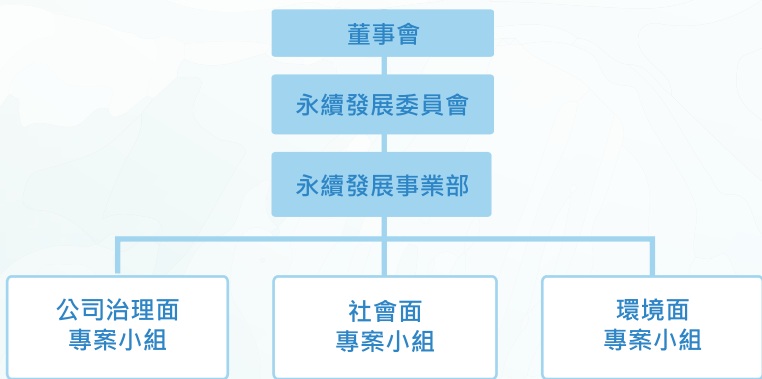 董事會
永續發展委員會
永續發展事業部
公司治理面
專案小組
社會面
專案小組
環境面
專案小組